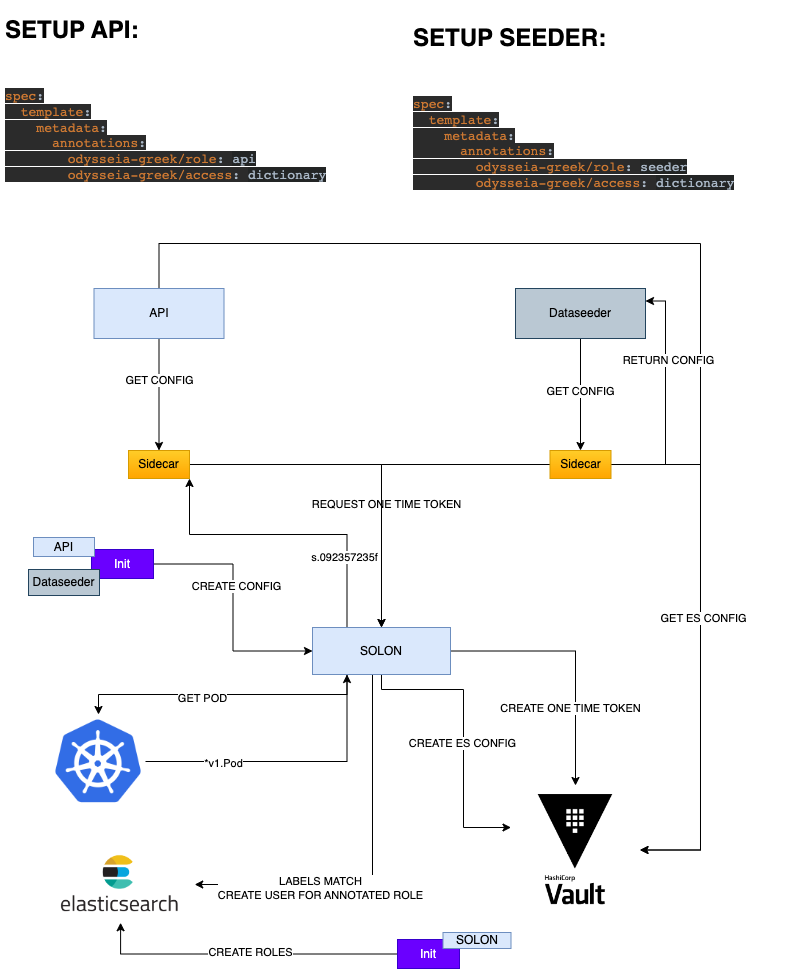 SETUP API:
SETUP SEEDER:
spec:
  template:
    metadata:
      annotations:
        odysseia-greek/role: api
        odysseia-greek/access: dictionary
spec:
  template:
    metadata:
      annotations:
        odysseia-greek/role: seeder
        odysseia-greek/access: dictionary
API
Dataseeder
RETURN CONFIG
GET CONFIG
GET CONFIG
Sidecar
Sidecar
REQUEST ONE TIME TOKEN
API
s.092357235f
Init
Dataseeder
CREATE CONFIG
GET ES CONFIG
SOLON
GET POD
CREATE ONE TIME TOKEN
CREATE ES CONFIG
*v1.Pod
LABELS MATCH
CREATE USER FOR ANNOTATED ROLE
elasticsearch
HashiCorp
Vault
SOLON
CREATE ROLES
Init